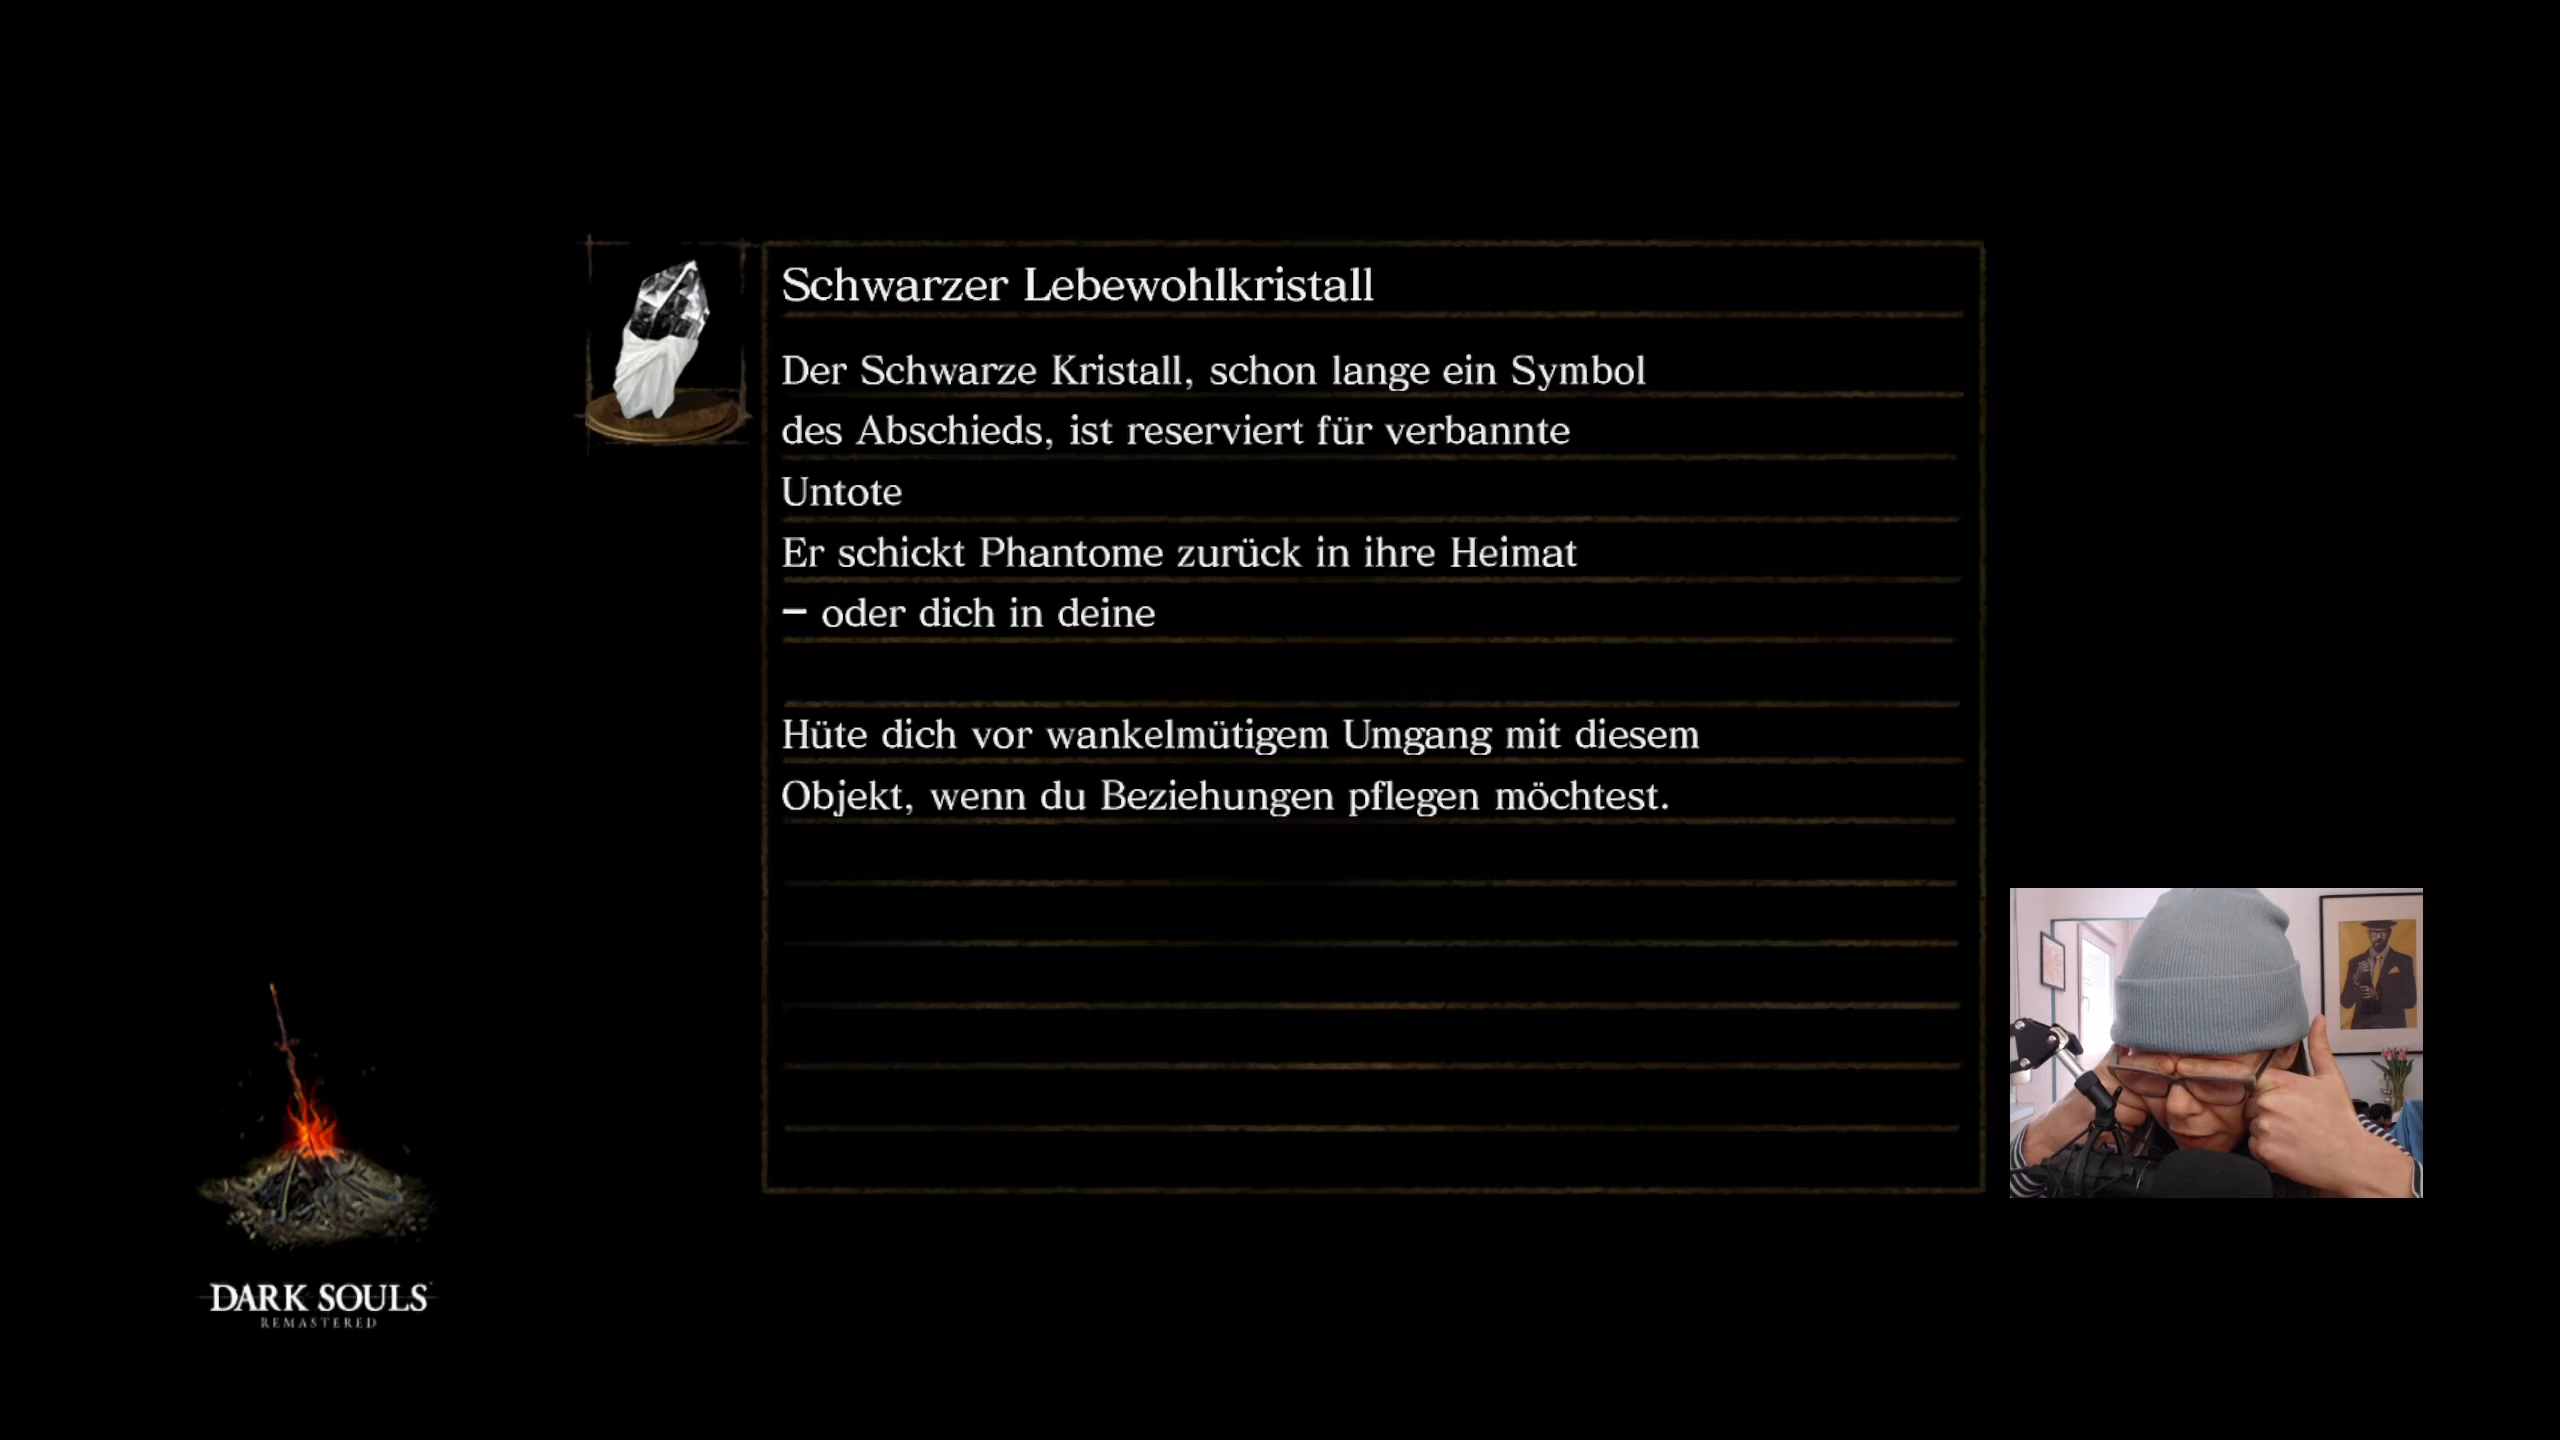 Schwarzer Lebewohlkristall
Der Schwarze Kristall, schon lange ein Symbol
des Abschieds, ist reserviert für verbannte
Untote
Er schickt Phantome zurück in ihre Heimat
– oder dich in deine
Hüte dich vor wankelmütigem Umgang mit diesem
Objekt, wenn du Beziehungen pflegen möchtest.
DARK SOULS
REMASTERED